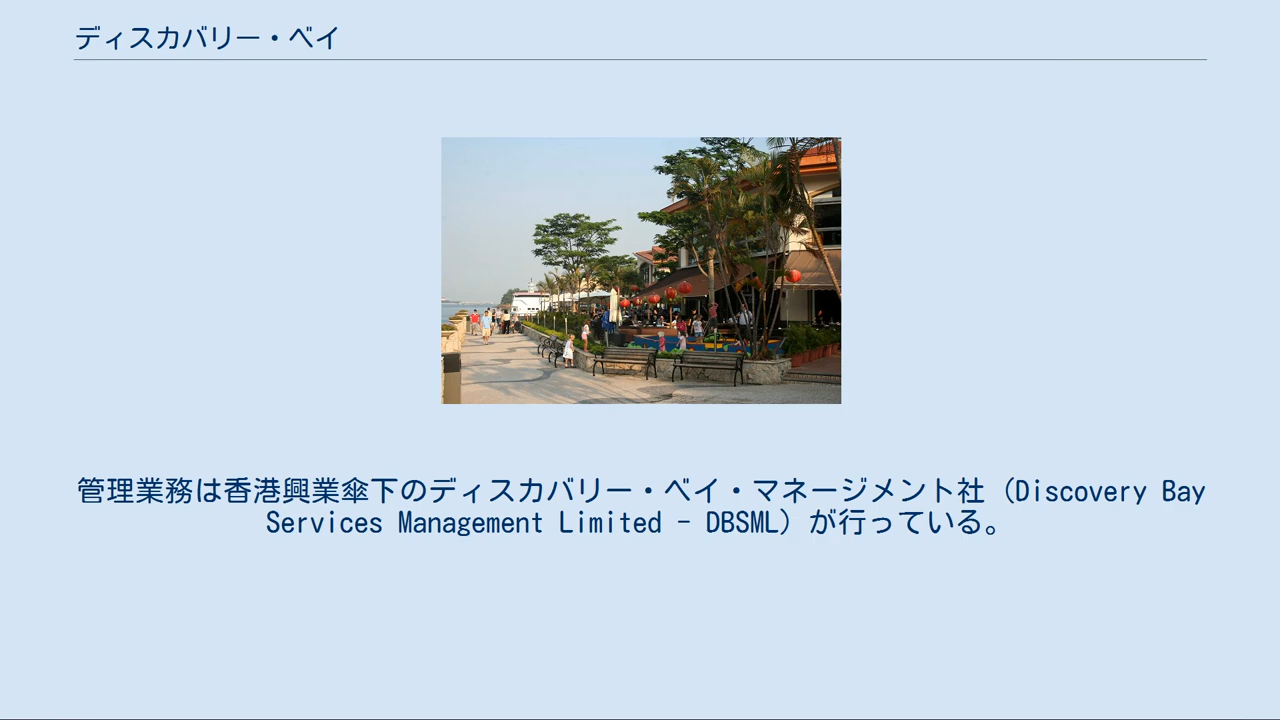 ディスカバリー・ベイ
管理業務は香港興業傘下のディスカバリー・ベイ・マネージジメント社（Discovery Bay
Services Management Limited - DBSML）が行っている。